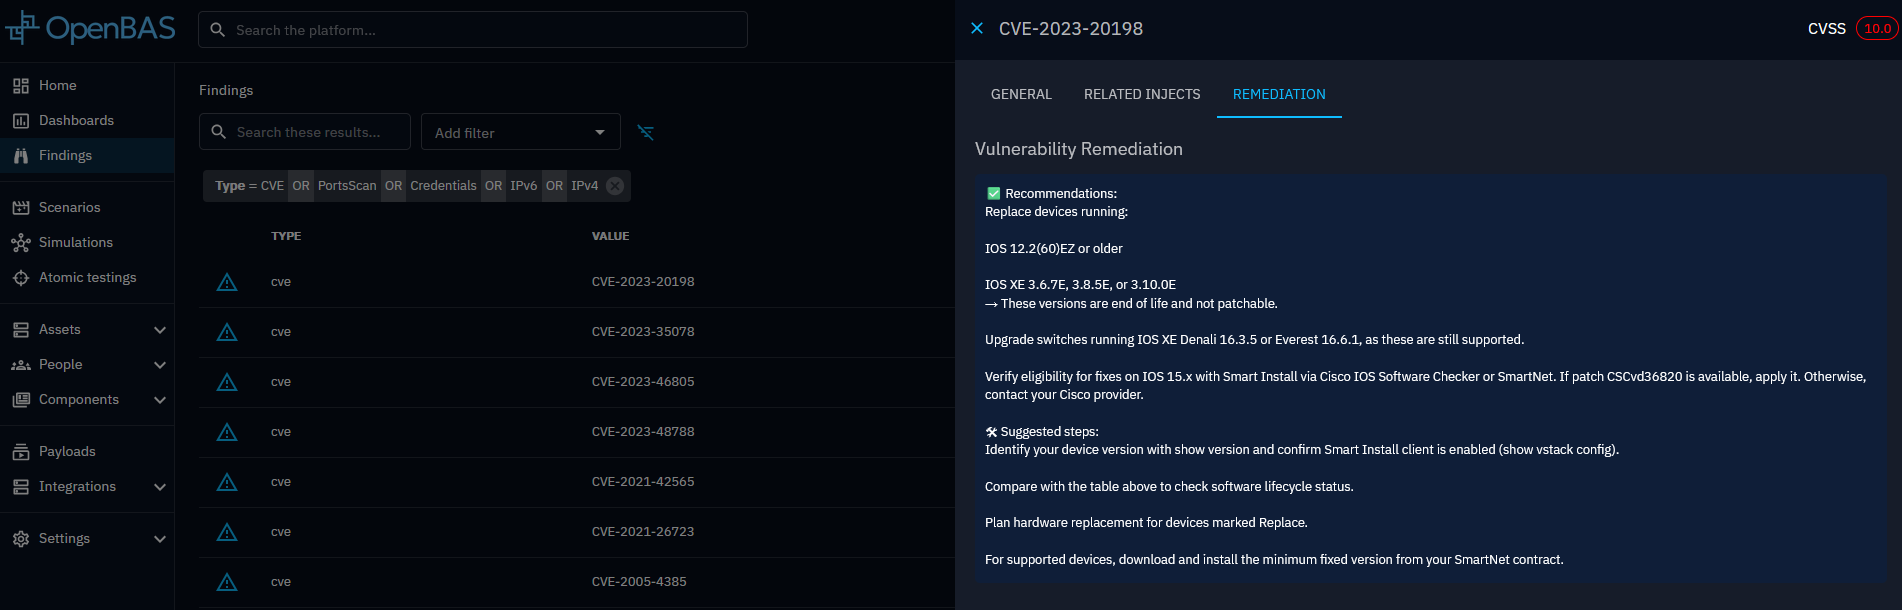 OpenBAS
Search the platform...
Home
Dashboards
Findings
Scenarios
Simulations
Atomic testings
Assets
People
Components
Payloads
Integrations
Settings
Findings
Search these results...
Add filter
Type = CVE OR PortsScan OR Credentials OR IPv6 OR IPv4
TYPE VALUE
cve CVE-2023-20198
cve CVE-2023-35078
cve CVE-2023-46805
cve CVE-2023-48788
cve CVE-2021-42565
cve CVE-2021-26723
cve CVE-2005-4385
CVE-2023-20198
CVSS 10.0
GENERAL RELATED INJECTS REMEDIATION
Vulnerability Remediation
✅ Recommendations:
Replace devices running:
IOS 12.2(60)EZ or older
IOS XE 3.6.7E, 3.8.5E, or 3.10.0E
→ These versions are end of life and not patchable.
Upgrade switches running IOS XE Denali 16.3.5 or Everest 16.6.1, as these are still supported.
Verify eligibility for fixes on IOS 15.x with Smart Install via Cisco IOS Software Checker or SmartNet. If patch CSCvd36820 is available, apply it. Otherwise,
contact your Cisco provider.
🛠 Suggested steps:
Identify your device version with show version and confirm Smart Install client is enabled (show vstack config).
Compare with the table above to check software lifecycle status.
Plan hardware replacement for devices marked Replace.
For supported devices, download and install the minimum fixed version from your SmartNet contract.